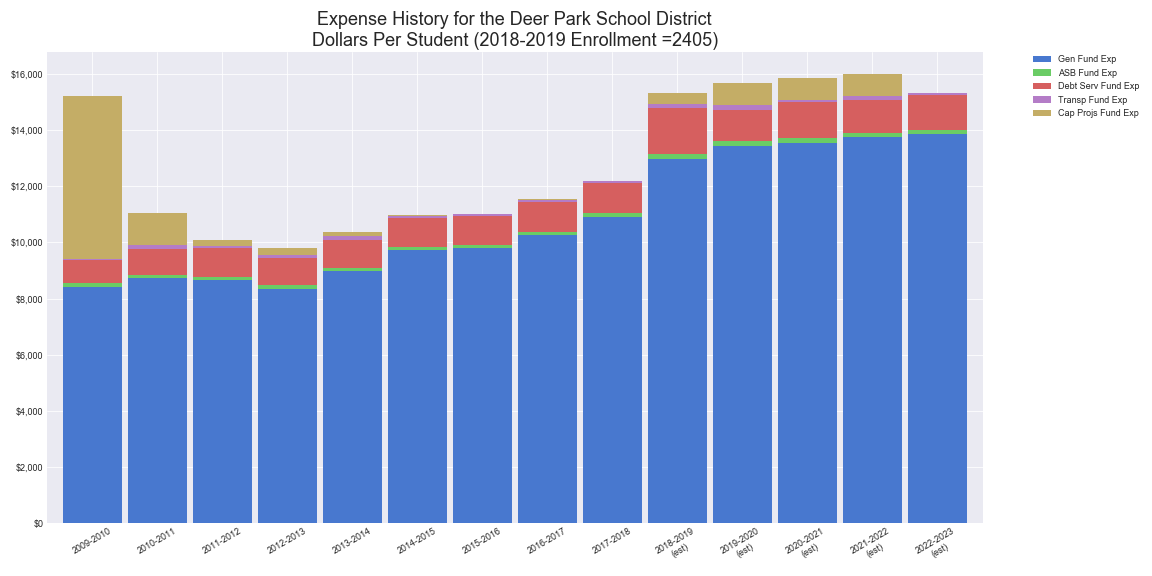 Expense History for the Deer Park School District
Dollars Per Student (2018-2019 Enrollment =2405)
Gen Fund Exp
ASB Fund Exp
Debt Serv Fund Exp
Transp Fund Exp
Cap Projs Fund Exp
$16,000
$14,000
$12,000
$10,000
$8,000
$6,000
$4,000
$2,000
$0
2009-2010
2010-2011
2011-2012
2012-2013
2013-2014
2014-2015
2015-2016
2016-2017
2017-2018
2018-2019
(est)
2019-2020
(est)
2020-2021
(est)
2021-2022
(est)
2022-2023
(est)